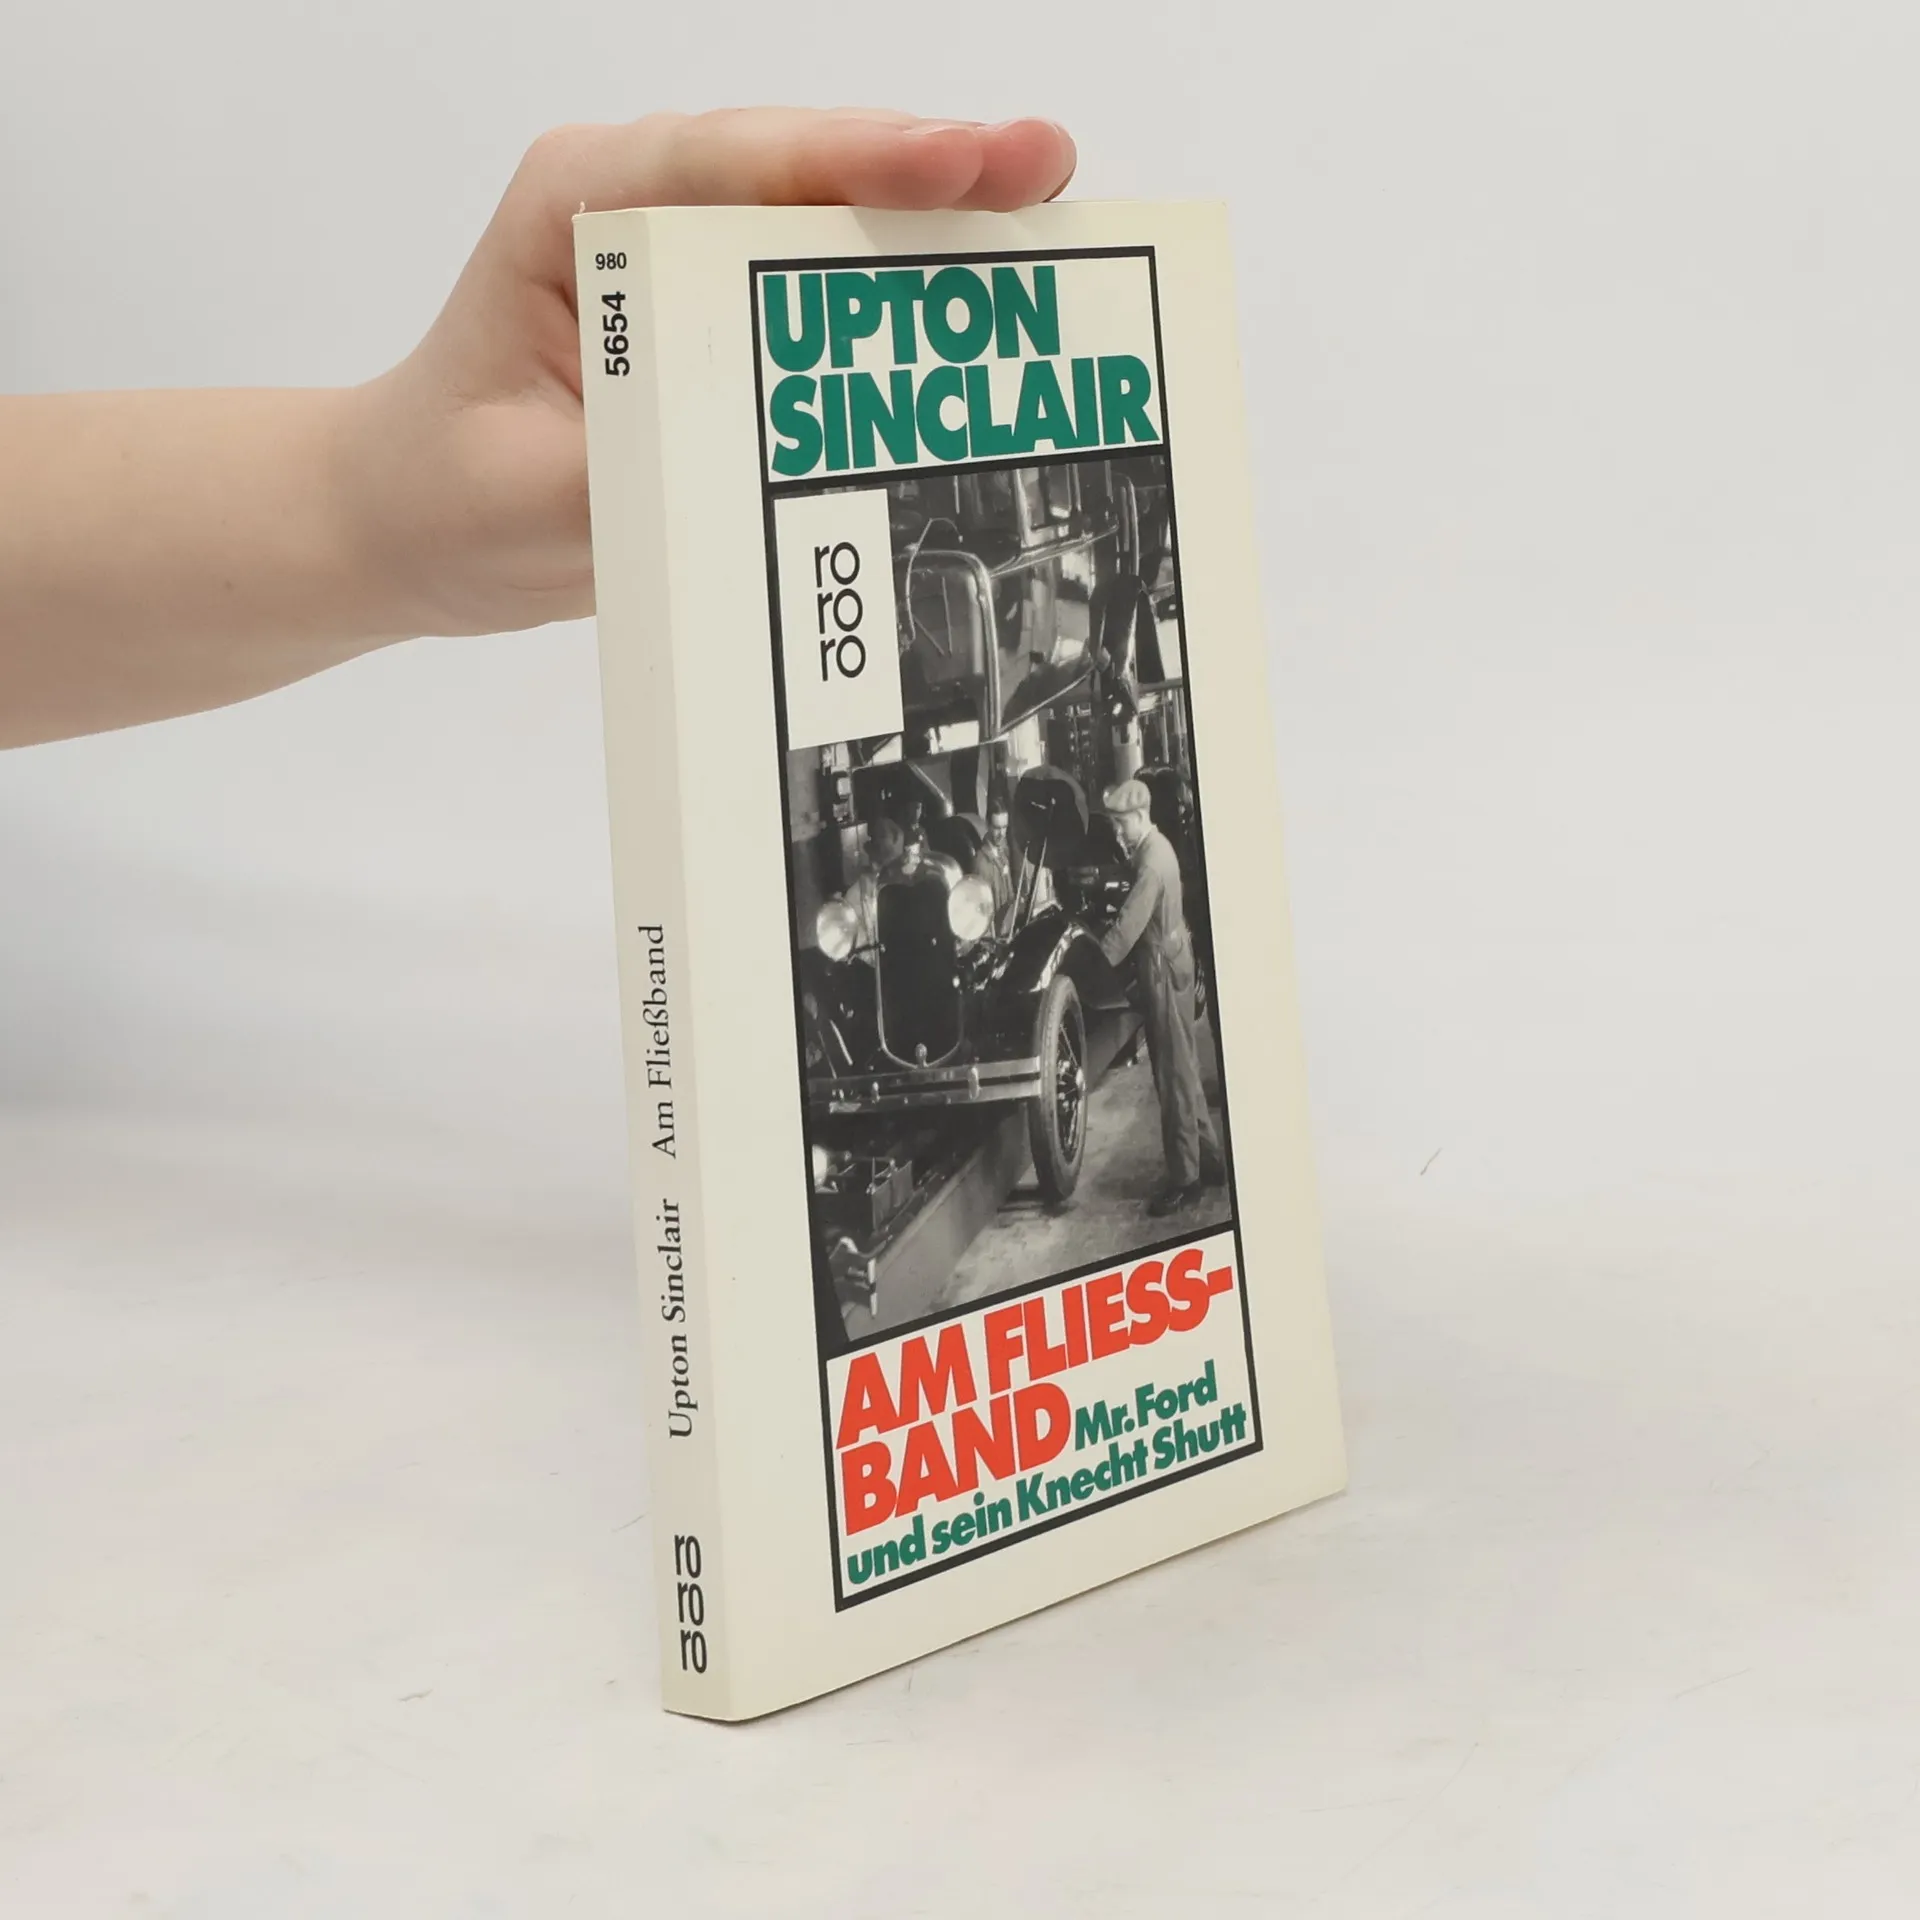 980
5654
Upton Sinclair Am Fließband
ro
ro
ro
UPTON
SINCLAIR
ro
ro
ro
AM FLIESS-
BAND Mr. Ford
und sein Knecht Shutt